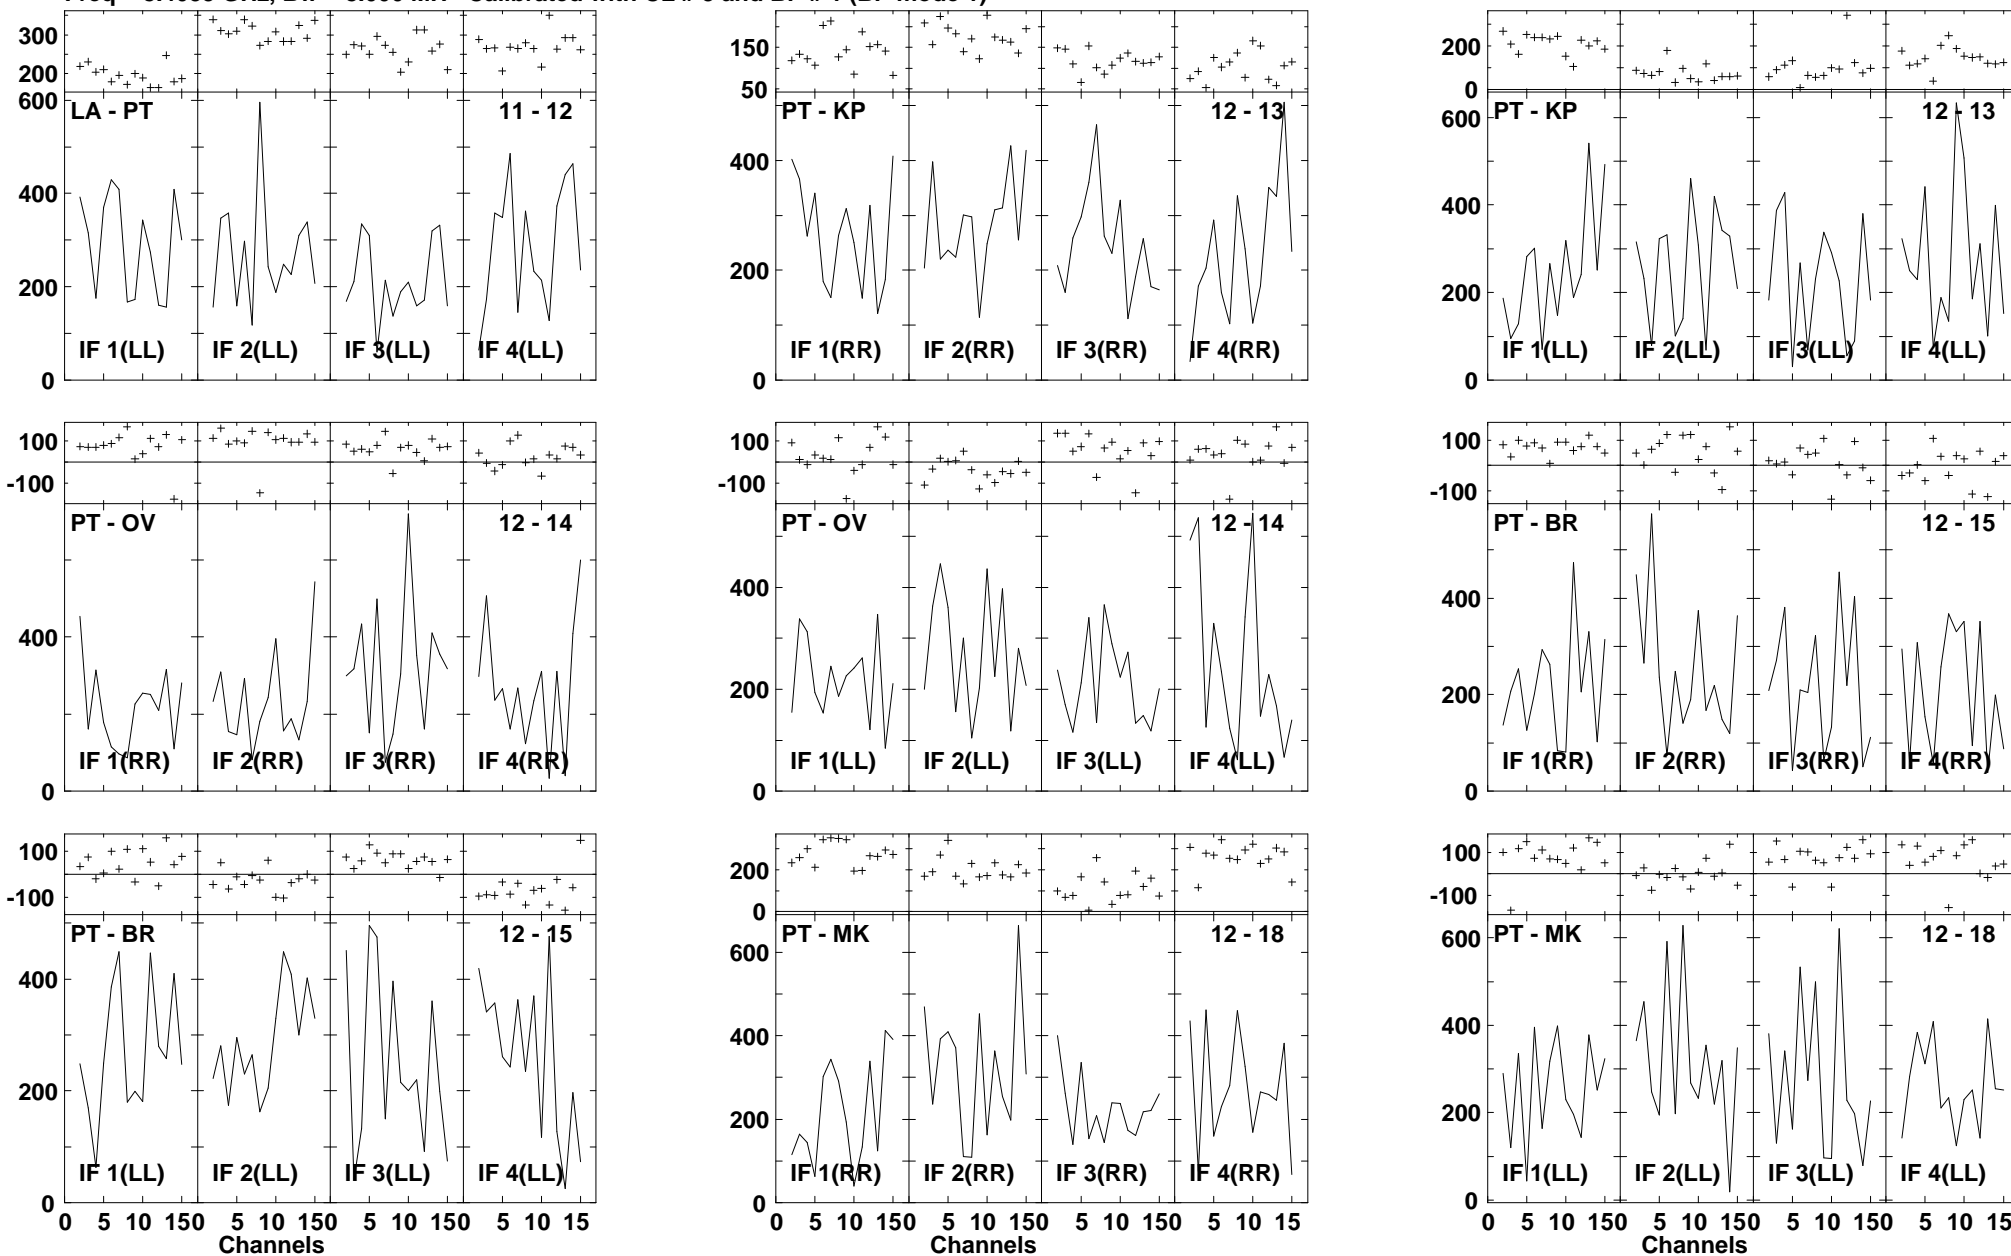 300
200
600
LA - PT
11 - 12
400
200
0
IF 1(LL)
IF 2(LL)
IF 3(LL)
IF 4(LL)
150
50
PT - KP
12 - 13
400
200
0
IF 1(RR)
IF 2(RR)
IF 3(RR)
IF 4(RR)
200
0
600
PT - KP
12 - 13
400
200
0
IF 1(LL)
IF 2(LL)
IF 3(LL)
IF 4(LL)
100
-100
PT - OV
12 - 14
400
0
IF 1(RR)
IF 2(RR)
IF 3(RR)
IF 4(RR)
100
-100
PT - OV
12 - 14
400
200
0
IF 1(LL)
IF 2(LL)
IF 3(LL)
IF 4(LL)
100
-100
PT - BR
12 - 15
400
200
0
IF 1(RR)
IF 2(RR)
IF 3(RR)
IF 4(RR)
100
-100
PT - BR
12 - 15
400
200
0
IF 1(LL)
IF 2(LL)
IF 3(LL)
IF 4(LL)
0 5 10 150 5 10 150 5 10 150 5 10 15
Channels
200
0
600
PT - MK
12 - 18
400
200
0
IF 1(RR)
IF 2(RR)
IF 3(RR)
IF 4(RR)
0 5 10 150 5 10 150 5 10 150 5 10 15
Channels
100
-100
600
PT - MK
12 - 18
400
200
0
IF 1(LL)
IF 2(LL)
IF 3(LL)
IF 4(LL)
0 5 10 150 5 10 150 5 10 150 5 10 15
Channels